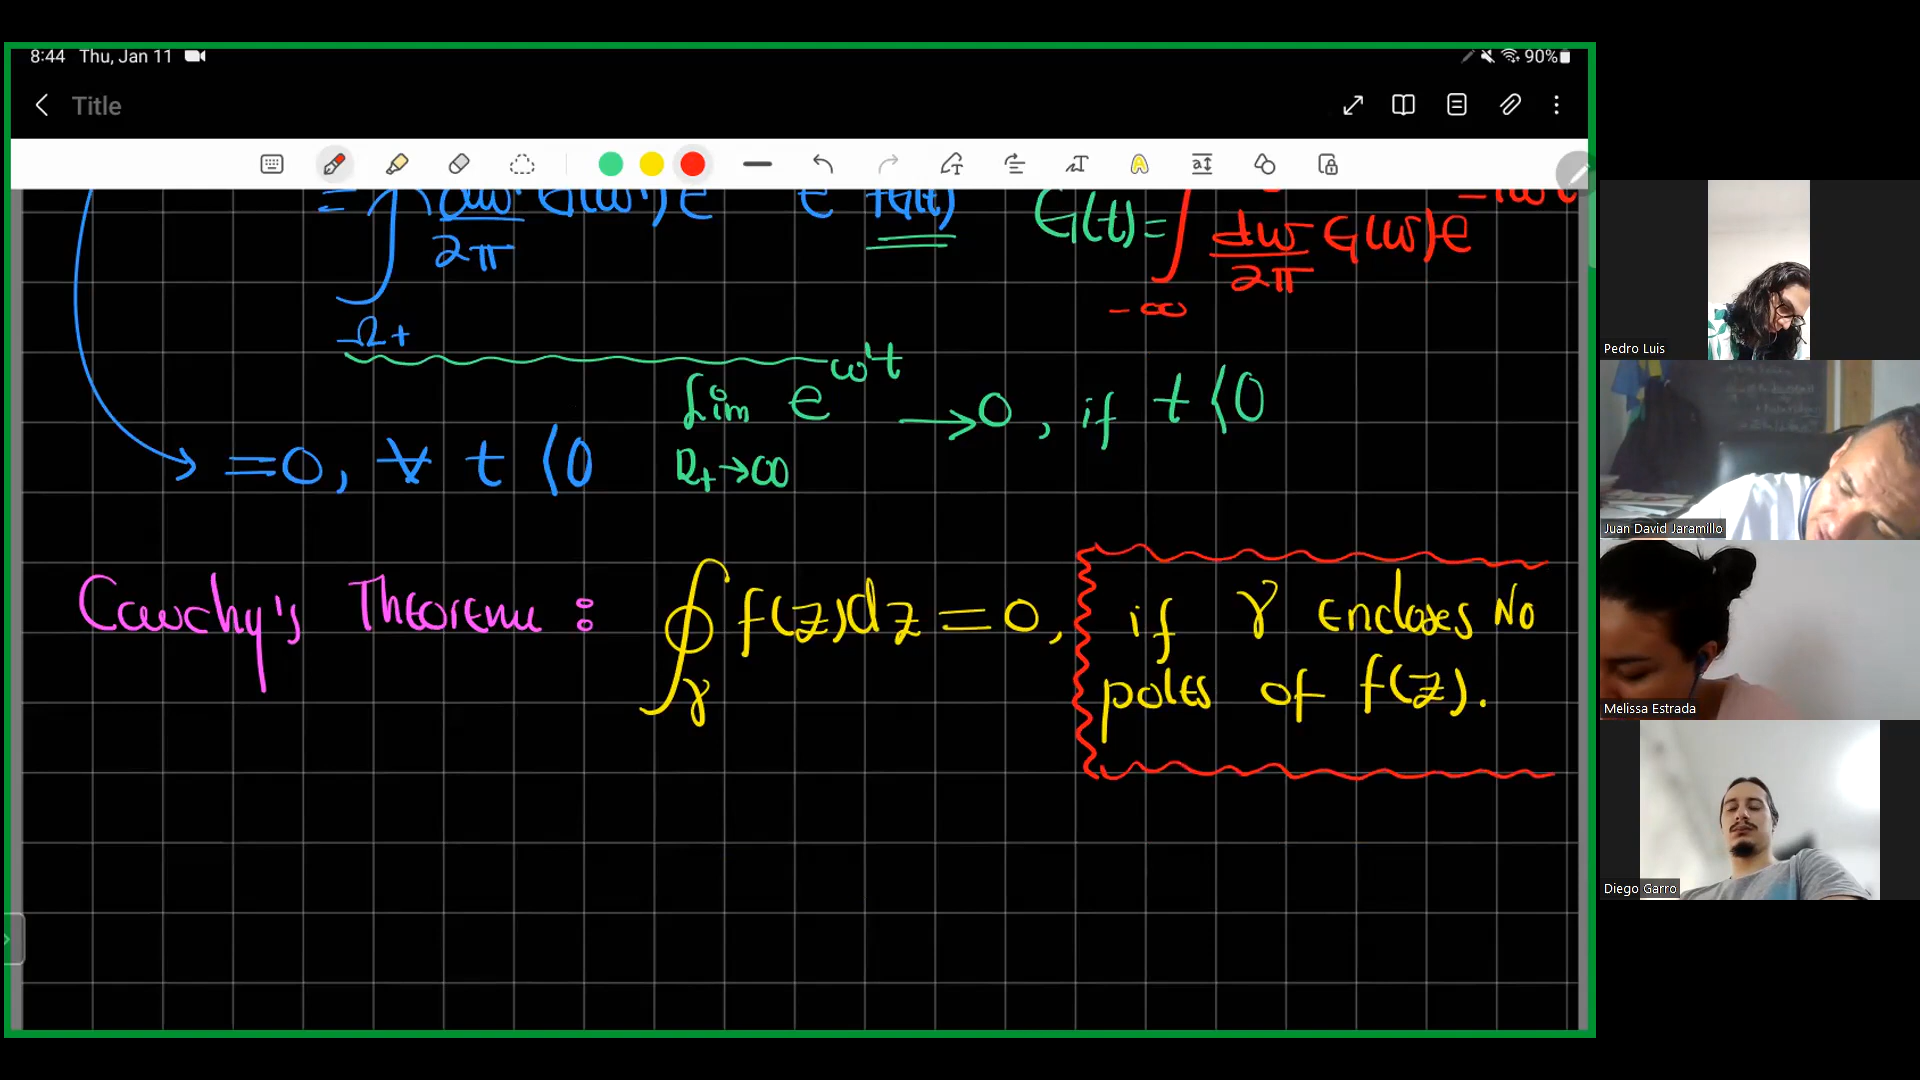 8:44 Thu, Jan 11
90%
Title
= ∫ dω' G(ω') e e
2π
Ω+
G(t) = ∫ dω G(ω) e
2π
-∞
lim e^ω't → 0, if t < 0
Ω+ → ∞
= 0, ∀ t < 0
Cauchy's Theorem : ∮ f(z)dz = 0, if γ encloses No
γ
poles of f(z).
Pedro Luis
Juan David Jaramillo
Melissa Estrada
Diego Garro